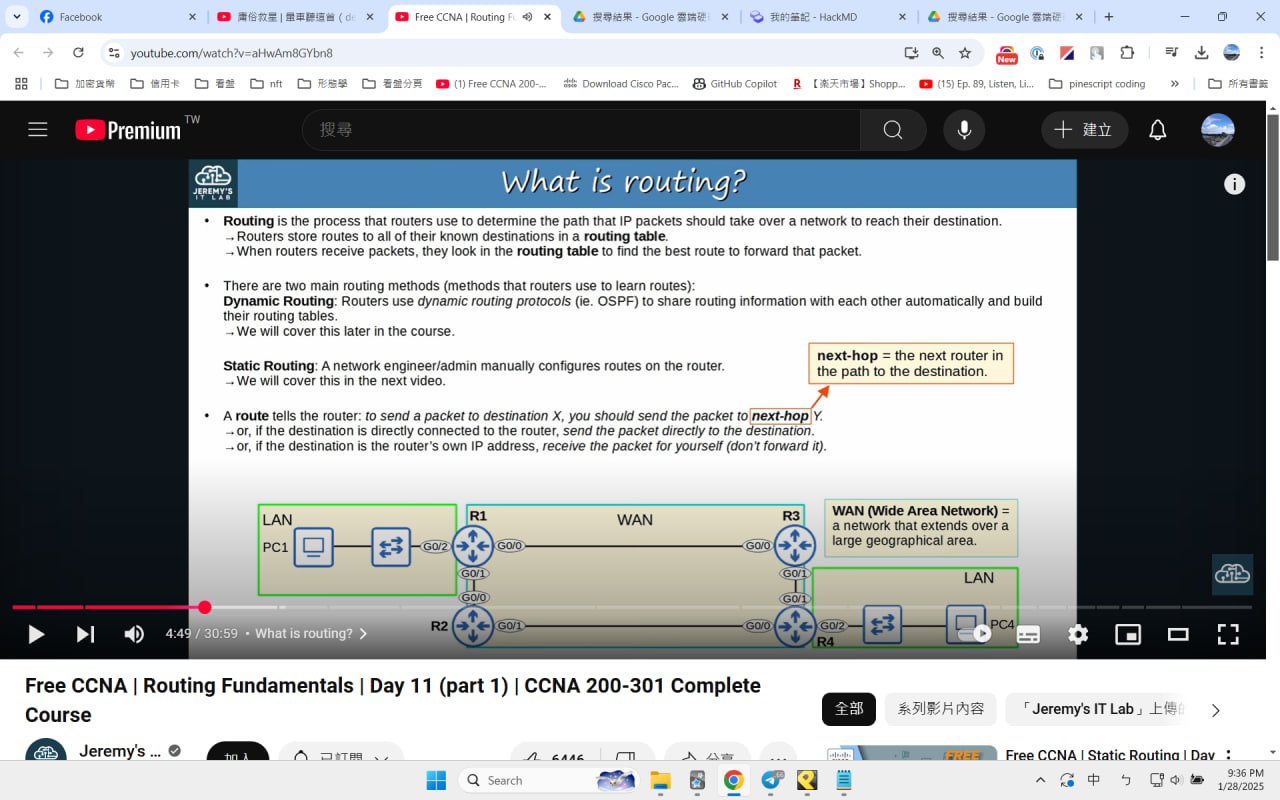 Facebook
庸俗救星 | 暈車聽這首 ( de
Free CCNA | Routing Fu
搜尋結果 - Google 雲端硬碟
我的筆記 - HackMD
搜尋結果 - Google 雲端硬碟
youtube.com/watch?v=aHwAm8GYbn8
New
加密貨幣
信用卡
看盤
nft
形態學
看盤分頁
(1) Free CCNA 200-...
Download Cisco Pac...
GitHub Copilot
【楽天市場】Shopp...
(15) Ep. 89, Listen, Li...
pinescript coding
所有書籤
Premium TW
搜尋
建立
JEREMY'S
IT LAB
What is routing?
• Routing is the process that routers use to determine the path that IP packets should take over a network to reach their destination.
→Routers store routes to all of their known destinations in a routing table.
→When routers receive packets, they look in the routing table to find the best route to forward that packet.
• There are two main routing methods (methods that routers use to learn routes):
Dynamic Routing: Routers use dynamic routing protocols (ie. OSPF) to share routing information with each other automatically and build
their routing tables.
→We will cover this later in the course.
Static Routing: A network engineer/admin manually configures routes on the router.
→We will cover this in the next video.
next-hop = the next router in
the path to the destination.
• A route tells the router: to send a packet to destination X, you should send the packet to next-hop Y.
→or, if the destination is directly connected to the router, send the packet directly to the destination.
→or, if the destination is the router's own IP address, receive the packet for yourself (don't forward it).
LAN
PC1
G0/2
R1
G0/0
G0/1
WAN
R3
G0/0
G0/1
WAN (Wide Area Network) =
a network that extends over a
large geographical area.
G0/0
R2
G0/1
G0/1
G0/0
G0/2
R4
LAN
PC4
4:49 / 30:59 • What is routing?
Free CCNA | Routing Fundamentals | Day 11 (part 1) | CCNA 200-301 Complete
Course
Jeremy's ...
加入
已訂閱
6446
分享
全部
系列影片內容
「Jeremy's IT Lab」上傳的
FREE
Free CCNA | Static Routing | Day
Search
66
中
ㄅ
9:36 PM
1/28/2025